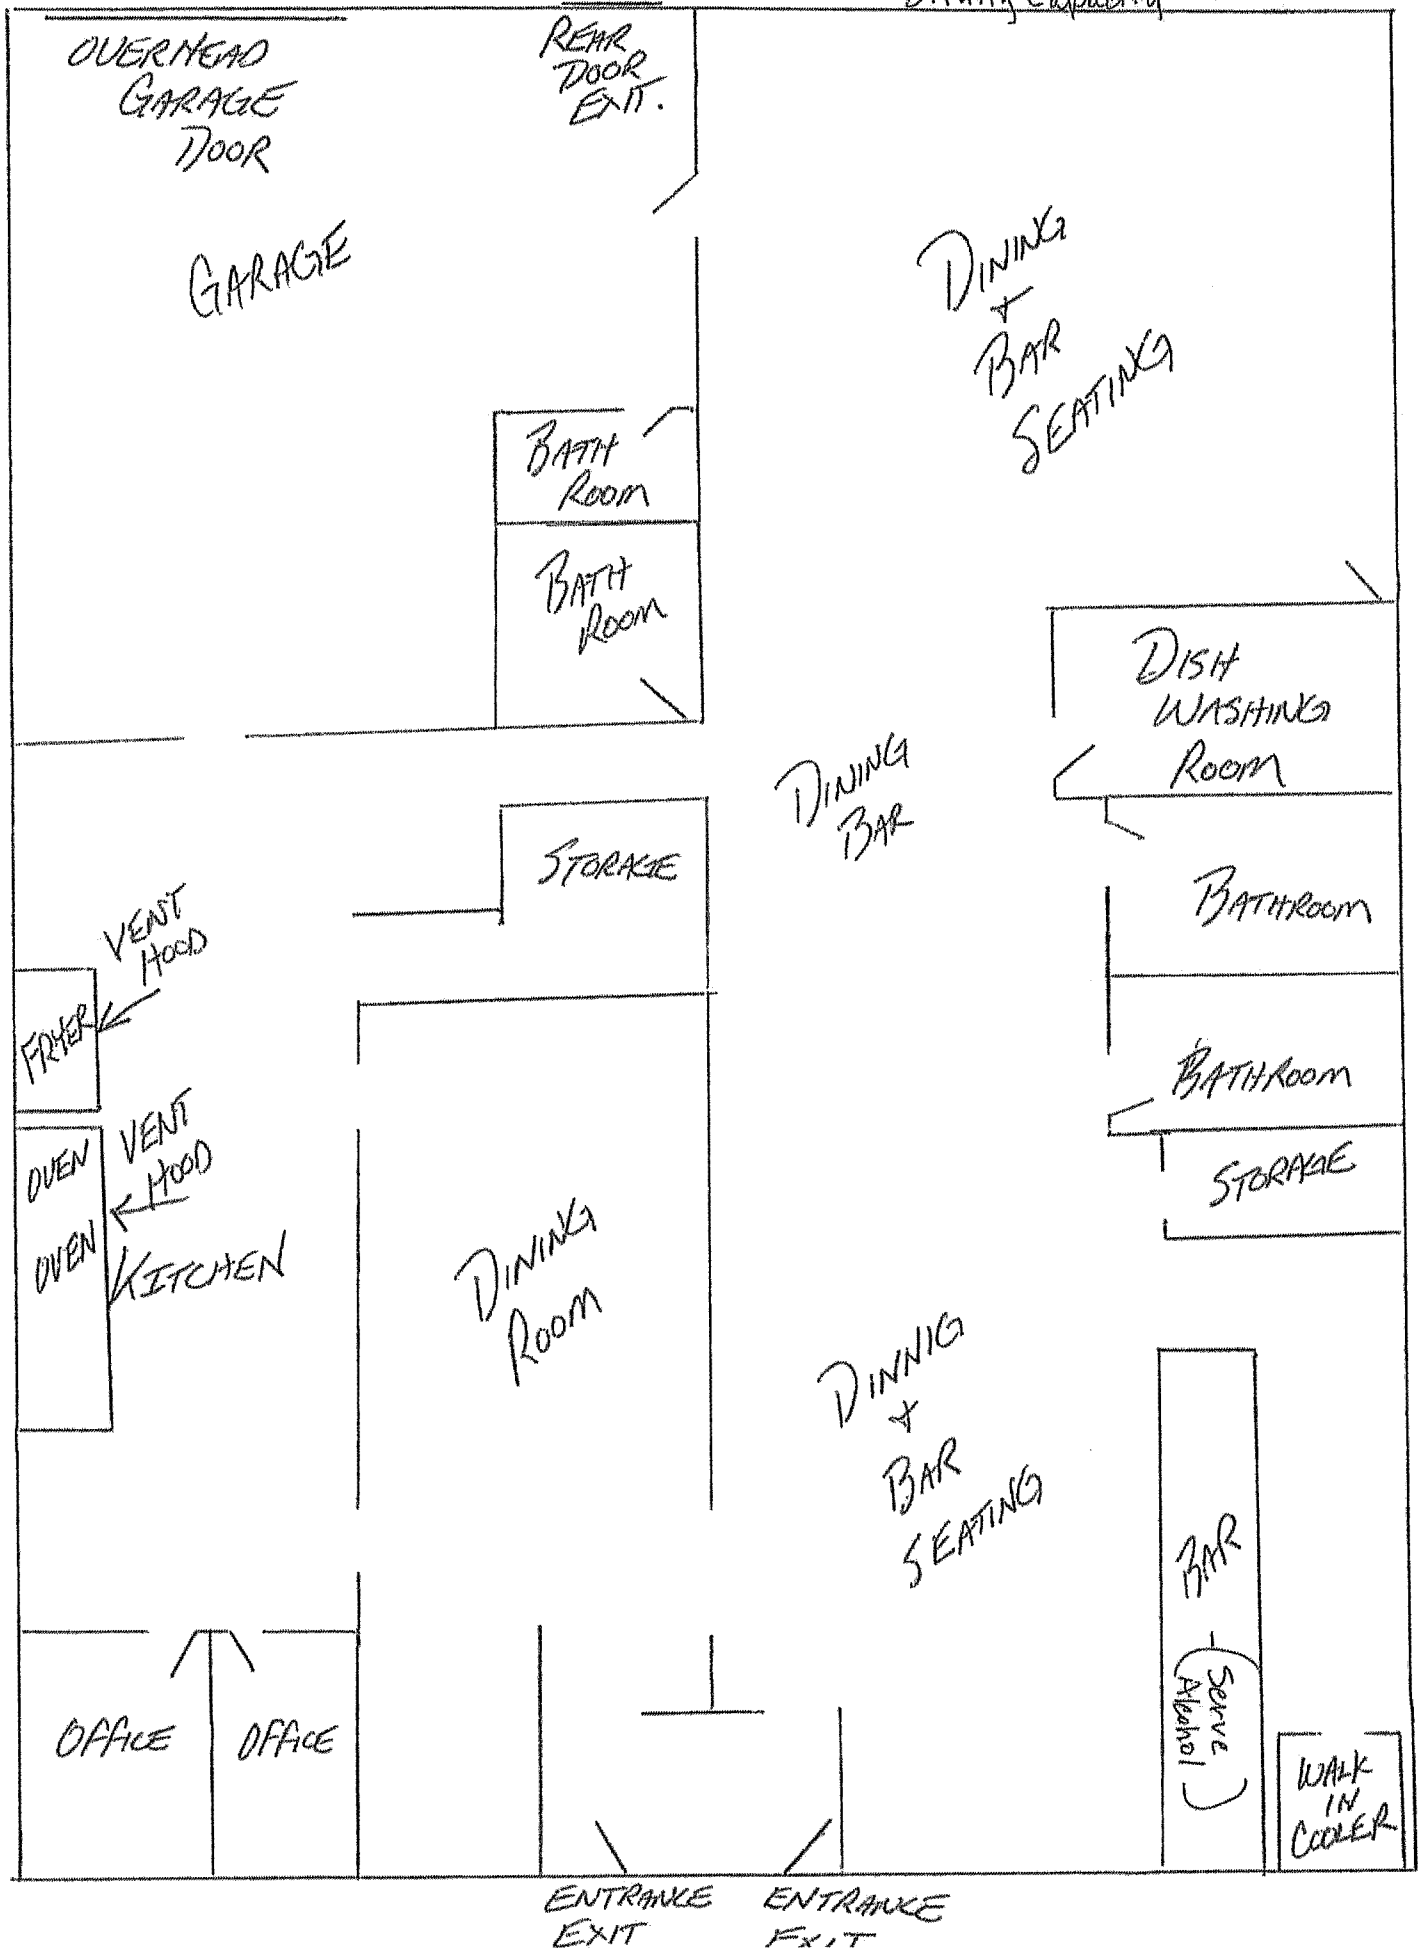 OVERHEAD
GARAGE
DOOR
REAR
DOOR
EXIT.
GARAGE
DINING
+
BAR
SEATING
BATH
ROOM
BATH
ROOM
DISH
WASHING
ROOM
DINING
BAR
STORAGE
BATHROOM
VENT
HOOD
FRYER
BATHROOM
VENT
HOOD
OVEN
OVEN
STORAGE
KITCHEN
DINING
ROOM
DINNIG
+
BAR
SEATING
BAR - (Serve
Alcohol)
OFFICE
OFFICE
WALK
IN
COOLER
ENTRANCE
EXIT
ENTRANCE
EXIT